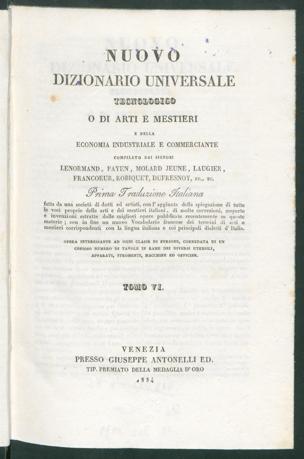 NUOVO
DIZIONARIO UNIVERSALE
TECNOLOGICO
O DI ARTI E MESTIERI
E DELLA
ECONOMIA INDUSTRIALE E COMMERCIANTE
COMPILATO DAI SIGNORI
LENORMAND, PAYEN, MOLARD JEUNE, LAUGIER,
FRANCOEUR, ROBIQUET, DUFRESNOY, EC., EC.
Prima Traduzione Italiana
fatta da una società di dotti ed artisti, con l'aggiunta della spiegazione di tutte
le voci proprie delle arti e dei mestieri italiani, di molte correzioni, scoperte
e invenzioni estratte dalle migliori opere pubblicate recentemente su queste
materie; con in fine un nuovo Vocabolario francese dei termini di arti e
mestieri corrispondenti con la lingua italiana e coi principali dialetti d'Italia.
OPERA INTERESSANTE AD OGNI CLASSE DI PERSONE, CORREDATA DI UN
COPIOSO NUMERO DI TAVOLE IN RAME DEI DIVERSI UTENSILI,
APPARATI, STROMENTI, MACCHINE ED OFFICINE.
TOMO VI.
VENEZIA
PRESSO GIUSEPPE ANTONELLI ED.
TIP. PREMIATO DELLA MEDAGLIA D'ORO
1834